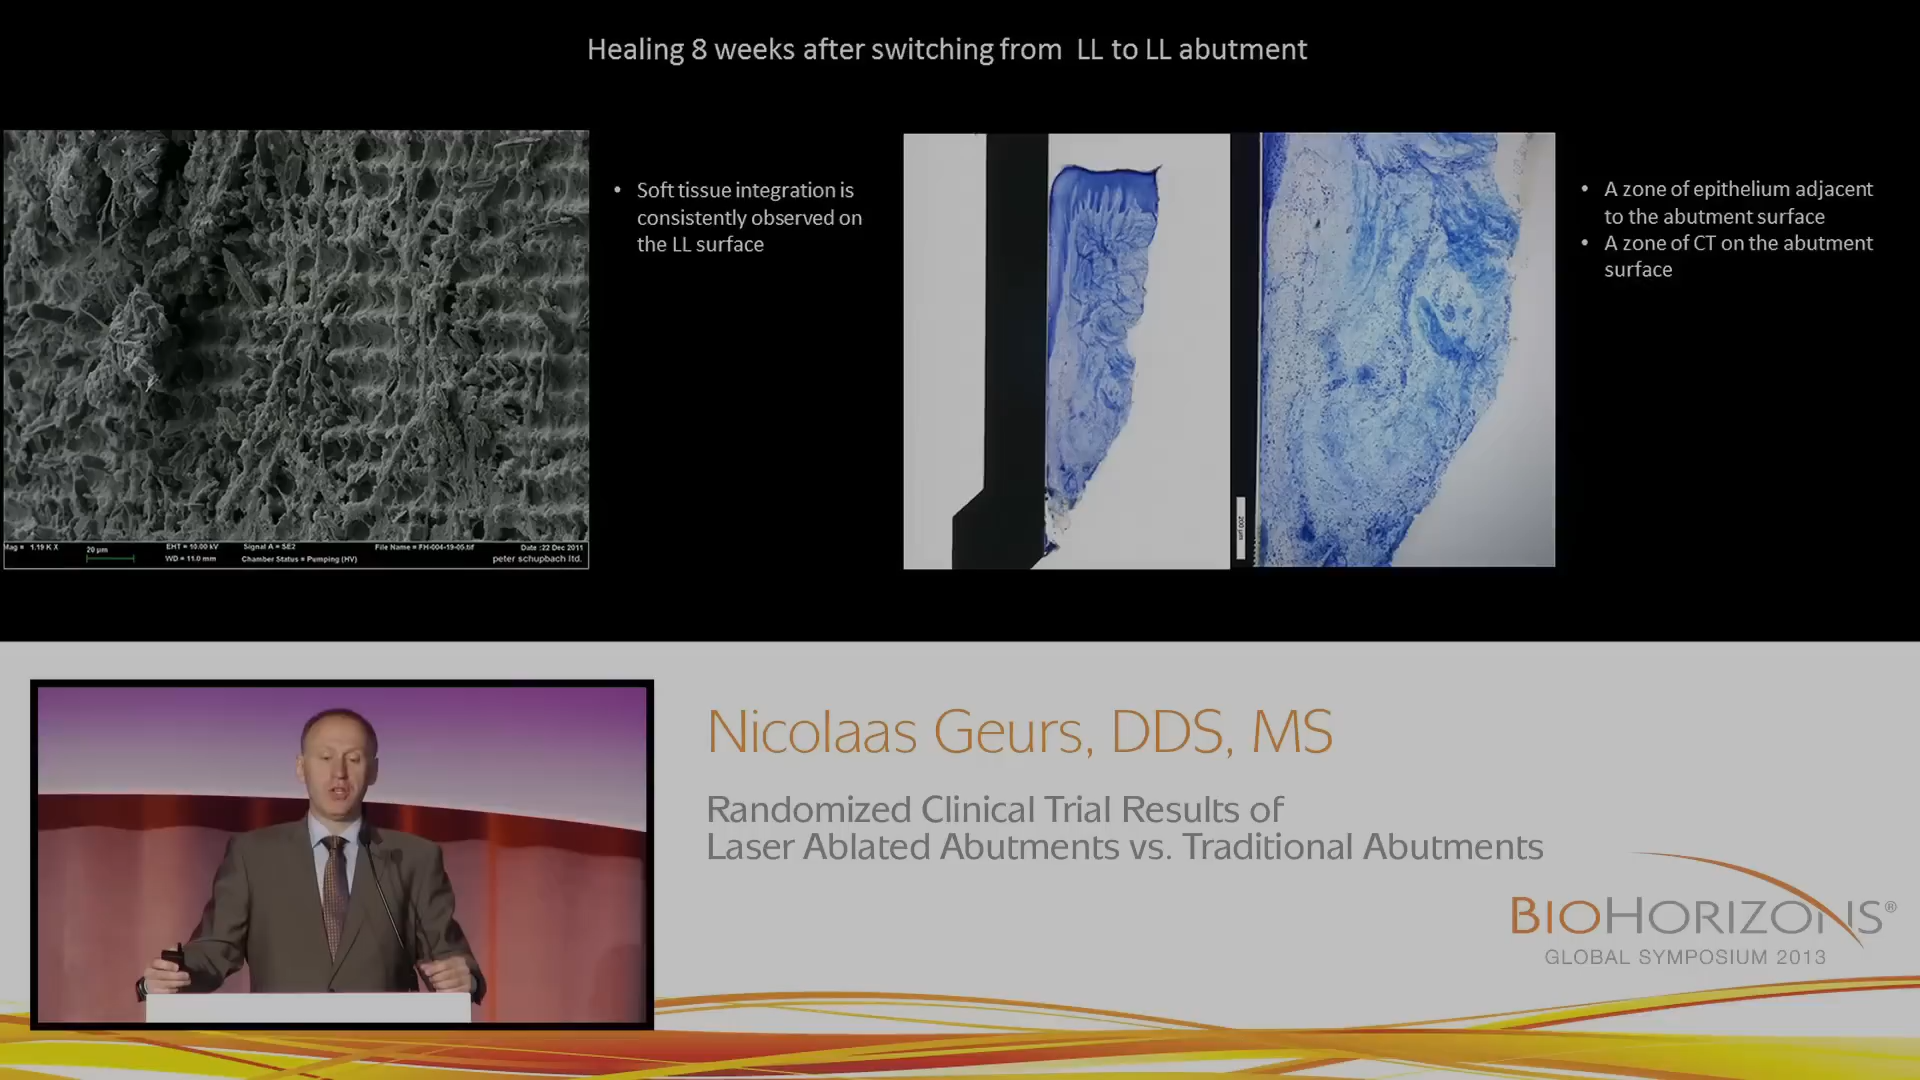 Healing 8 weeks after switching from LL to LL abutment
• Soft tissue integration is
consistently observed on
the LL surface
• A zone of epithelium adjacent
to the abutment surface
• A zone of CT on the abutment
surface
Mag = 1.19 K X
20 µm
EHT = 10.00 kV
WD = 11.0 mm
Signal A = SE2
Chamber Status = Pumping (HV)
File Name = FH-004-19-05.tif
Date :22 Dec 2011
peter schupbach ltd.
200 µm
Nicolaas Geurs, DDS, MS
Randomized Clinical Trial Results of
Laser Ablated Abutments vs. Traditional Abutments
BIOHORIZONS®
GLOBAL SYMPOSIUM 2013